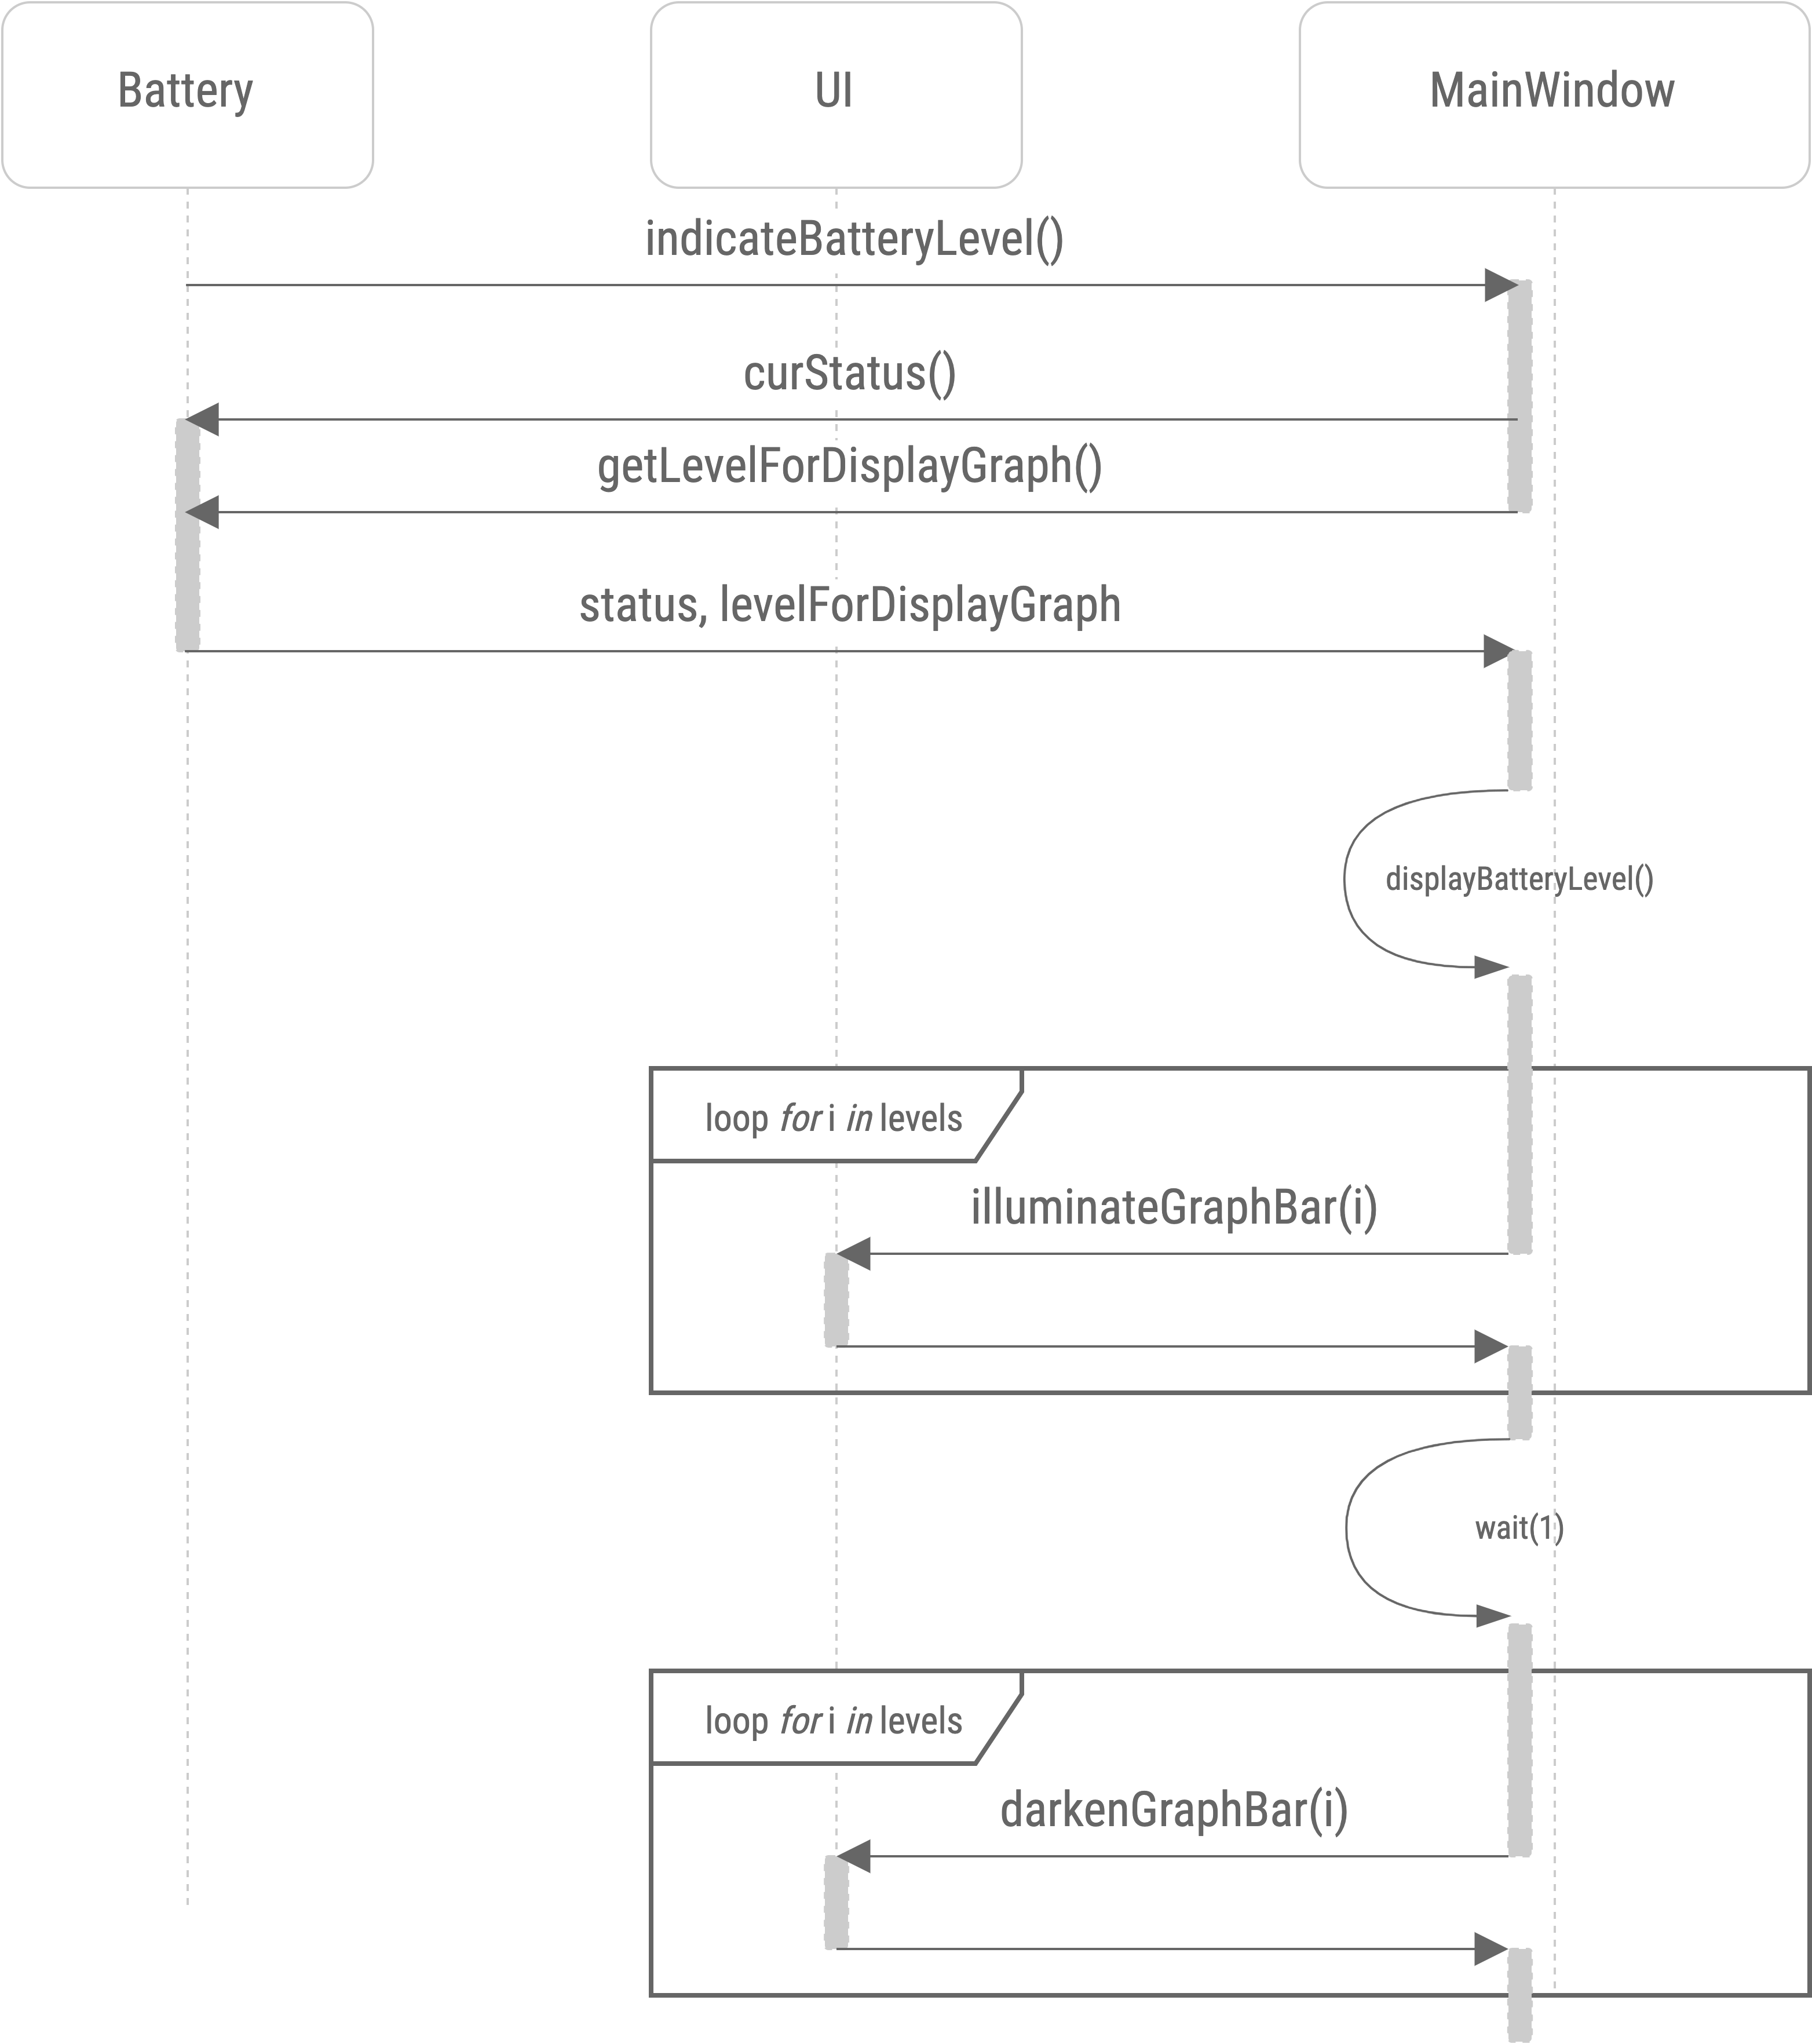 Battery
UI
MainWindow
indicateBatteryLevel()
curStatus()
getLevelForDisplayGraph()
status, levelForDisplayGraph
displayBatteryLevel()
loop for i in levels
illuminateGraphBar(i)
wait(1)
loop for i in levels
darkenGraphBar(i)